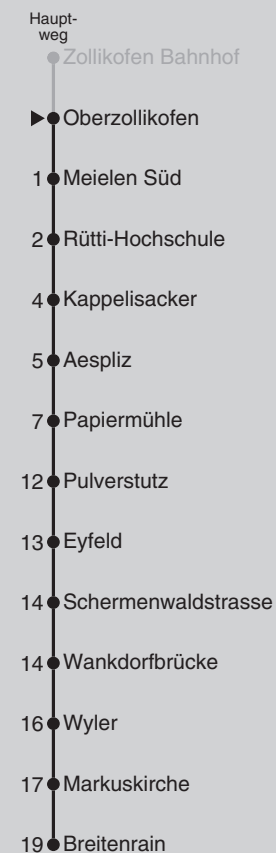 Haupt-
weg
Zollikofen Bahnhof
Oberzollikofen
1 Meielen Süd
2 Rütti-Hochschule
4 Kappelisacker
5 Aespliz
7 Papiermühle
12 Pulverstutz
13 Eyfeld
14 Schermenwaldstrasse
14 Wankdorfbrücke
16 Wyler
17 Markuskirche
19 Breitenrain